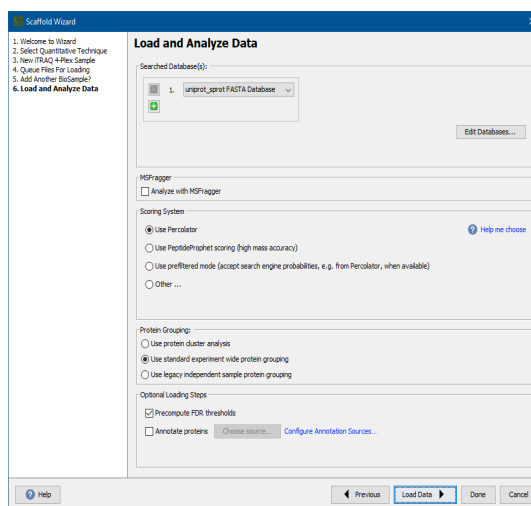 Scaffold Wizard
1. Welcome to Wizard
2. Select Quantitative Technique
3. New iTRAQ 4-Plex Sample
4. Queue Files For Loading
5. Add Another BioSample?
6. Load and Analyze Data
Load and Analyze Data
Searched Database(s):
1. uniprot_sprot FASTA Database
Edit Databases...
MSFragger
Analyze with MSFragger
Scoring System
Use Percolator
Help me choose
Use PeptideProphet scoring (high mass accuracy)
Use prefiltered mode (accept search engine probabilities, e.g. from Percolator, when available)
Other ...
Protein Grouping:
Use protein cluster analysis
Use standard experiment wide protein grouping
Use legacy independent sample protein grouping
Optional Loading Steps
Precompute FDR thresholds
Annotate proteins Choose source... Configure Annotation Sources...
Help Previous Load Data Done Cancel